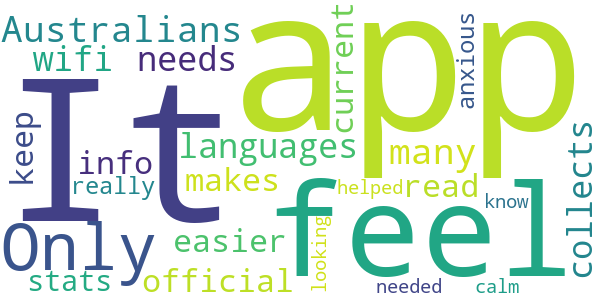 Australians
app
current
anxious
wifi
needs
It
keep
info
languages
many
collects
really
makes
feel
helped
read
know
Only
easier
looking
stats
official
needed
calm